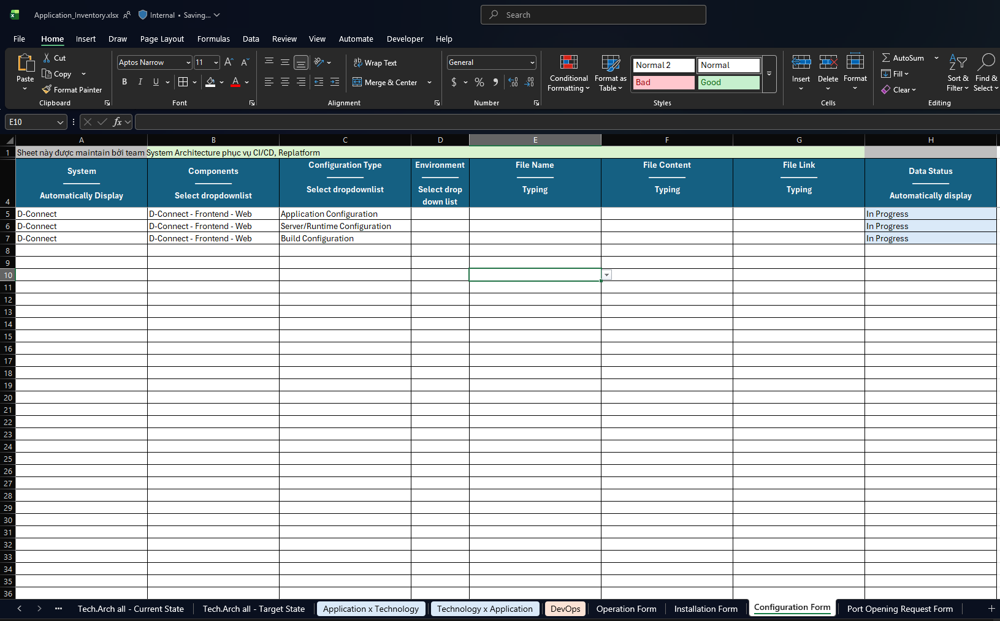 Application_Inventory.xlsx
Internal • Saving...
Search
File Home Insert Draw Page Layout Formulas Data Review View Automate Developer Help
Paste
Cut
Copy
Format Painter
Clipboard
Aptos Narrow 11
B I U
Font
Wrap Text
Merge & Center
Alignment
General
$ %
Number
Conditional Formatting
Format as Table
Normal 2 Normal
Bad Good
Styles
Insert Delete Format
Cells
AutoSum
Fill
Clear
Sort & Filter
Find & Select
Editing
E10
fx
A B C D E F G H
1 Sheet này được maintain bởi team System Architecture phục vụ CI/CD, Replatform
System
Automatically Display
Components
Select dropdownlist
Configuration Type
Select dropdownlist
Environment
Select drop down list
File Name
Typing
File Content
Typing
File Link
Typing
Data Status
Automatically display
4
5 D-Connect D-Connect - Frontend - Web Application Configuration In Progress
6 D-Connect D-Connect - Frontend - Web Server/Runtime Configuration In Progress
7 D-Connect D-Connect - Frontend - Web Build Configuration In Progress
8
9
10
11
12
13
14
15
16
17
18
19
20
21
22
23
24
25
26
27
28
29
30
31
32
33
34
35
36
Tech.Arch all - Current State Tech.Arch all - Target State Application x Technology Technology x Application DevOps Operation Form Installation Form Configuration Form Port Opening Request Form